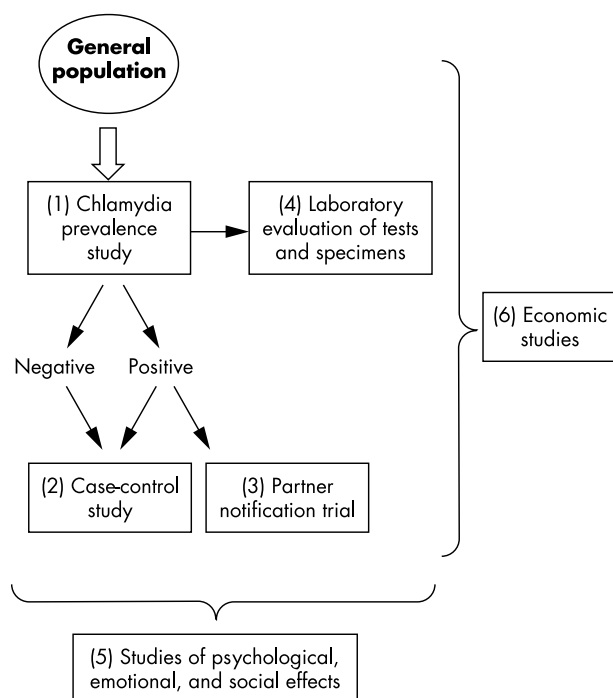 General
population
(1) Chlamydia
prevalence
study
(4) Laboratory
evaluation of tests
and specimens
(6) Economic
studies
Negative
Positive
(2) Case-control
study
(3) Partner
notification trial
(5) Studies of psychological,
emotional, and social effects